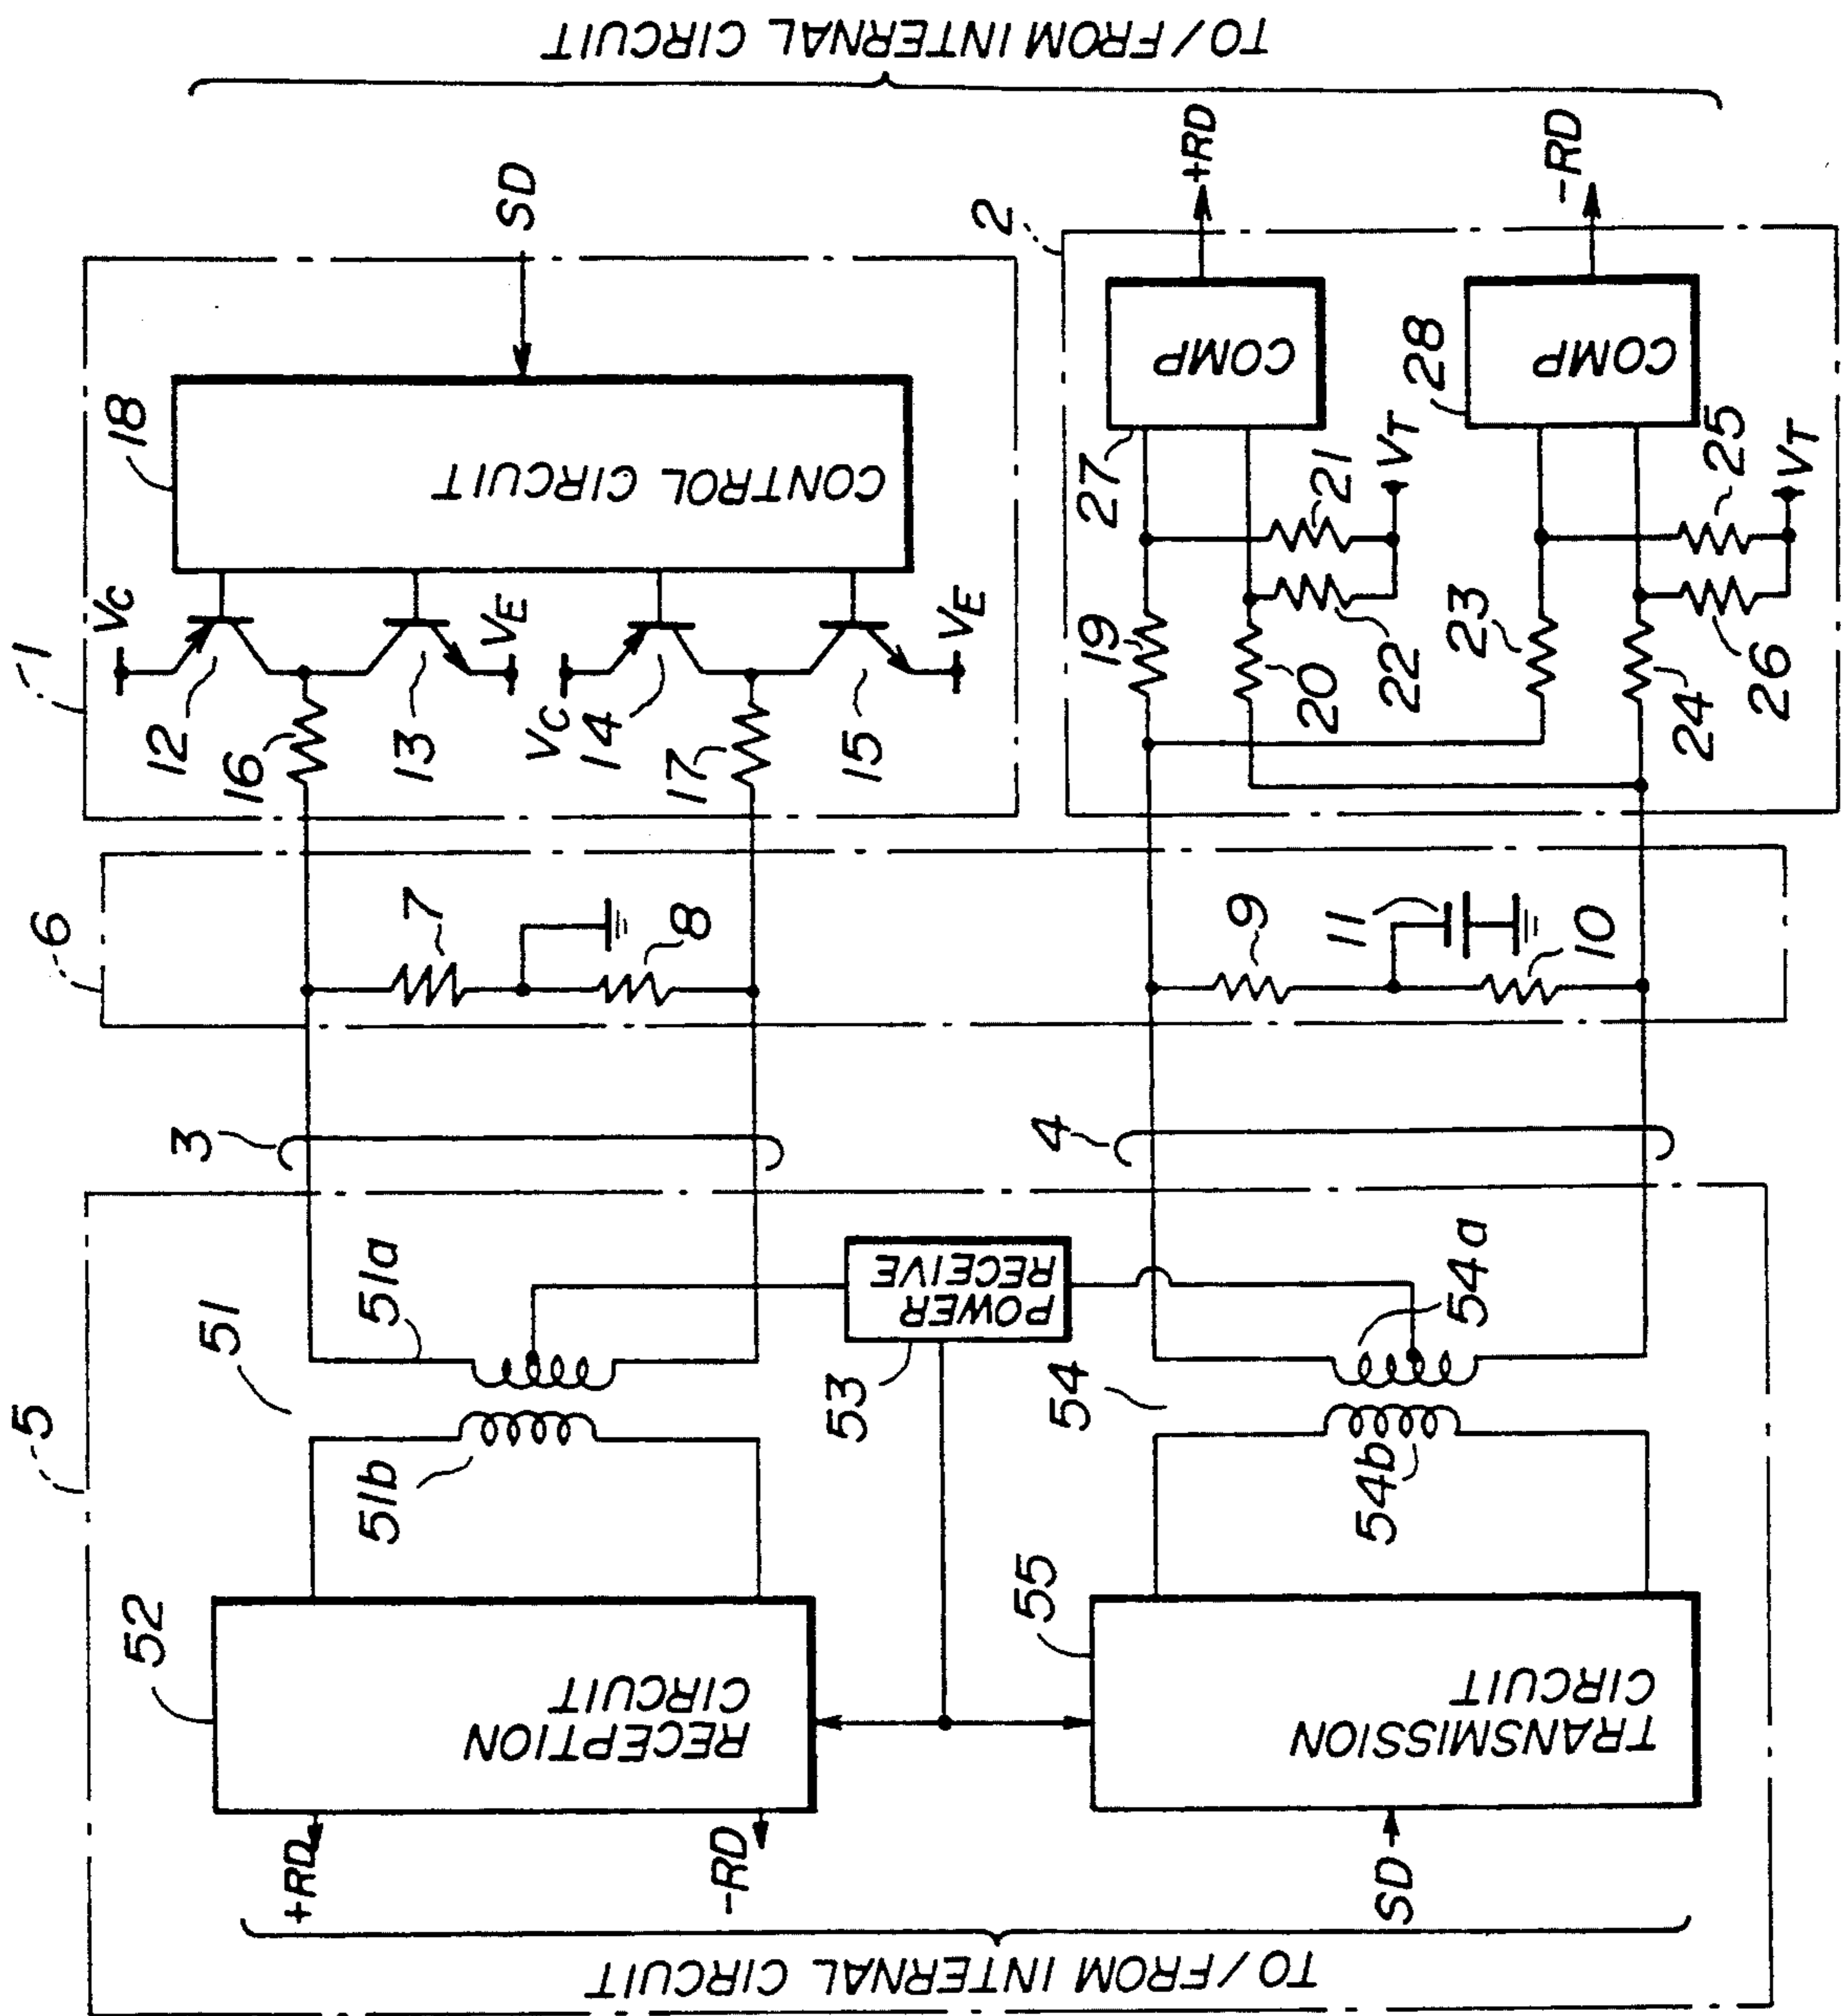 TO/FROM INTERNAL CIRCUIT
SD
1
18
CONTROL CIRCUIT
VC
12
16
13
VE
VC
14
17
15
VE
2
+RD
-RD
27
COMP
28
COMP
19
21
VT
20
22
23
25
VT
24
26
6
7
8
9
11
10
3
4
5
51
51a
51b
POWER
RECEIVE
53
54
54a
54b
52
RECEPTION
CIRCUIT
55
TRANSMISSION
CIRCUIT
+RD
-RD
SD
TO/FROM INTERNAL CIRCUIT